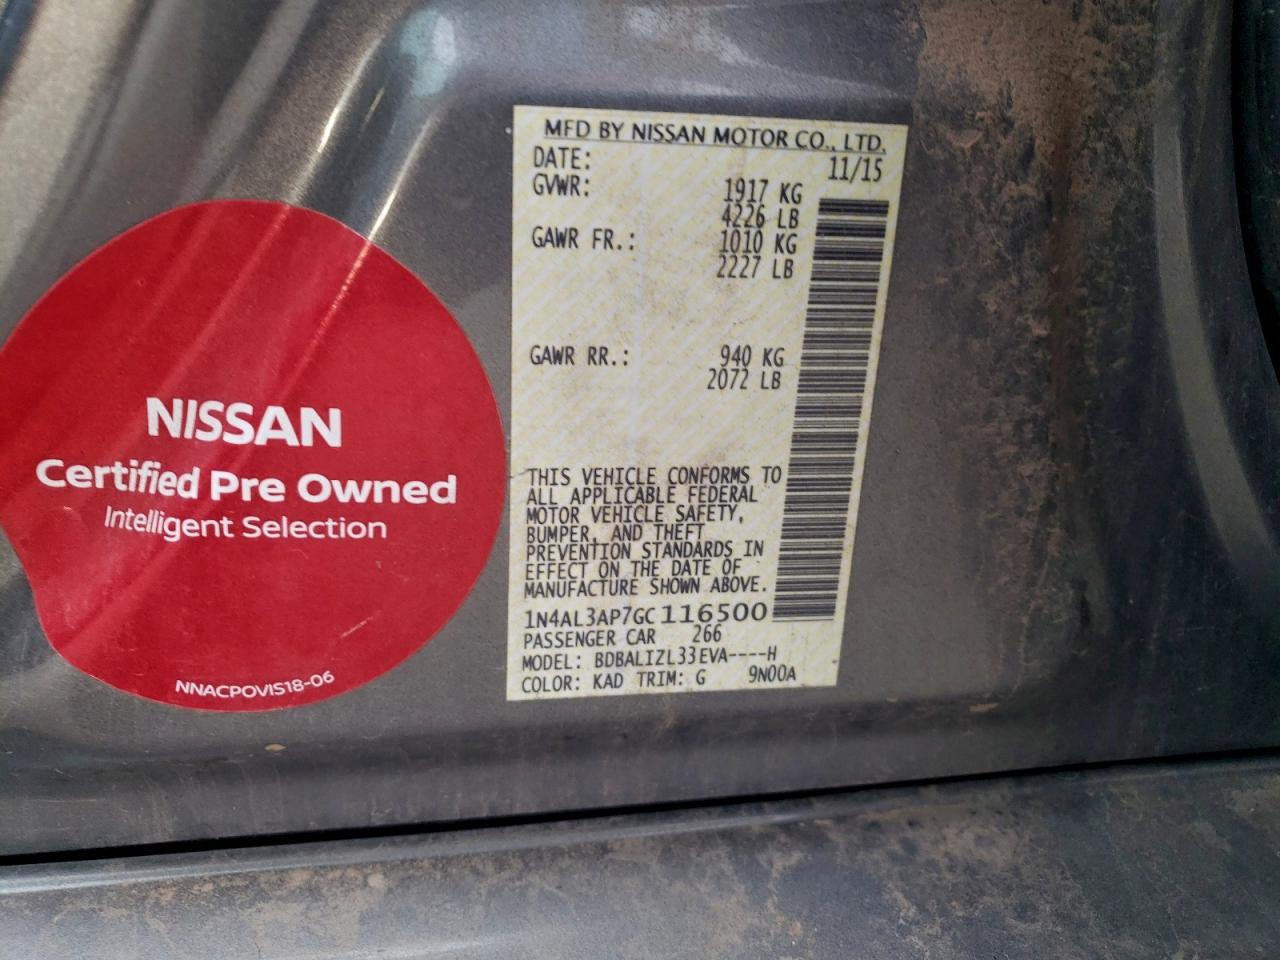 NISSAN
Certified Pre Owned
Intelligent Selection
NNACPOVIS18-06
MFD BY NISSAN MOTOR CO., LTD.
DATE: 11/15
GVWR: 1917 KG
4226 LB
GAWR FR.: 1010 KG
2227 LB
GAWR RR.: 940 KG
2072 LB
THIS VEHICLE CONFORMS TO
ALL APPLICABLE FEDERAL
MOTOR VEHICLE SAFETY,
BUMPER, AND THEFT
PREVENTION STANDARDS IN
EFFECT ON THE DATE OF
MANUFACTURE SHOWN ABOVE.
1N4AL3AP7GC116500
PASSENGER CAR 266
MODEL: BDBALIZL33EVA----H
COLOR: KAD TRIM: G 9N00A